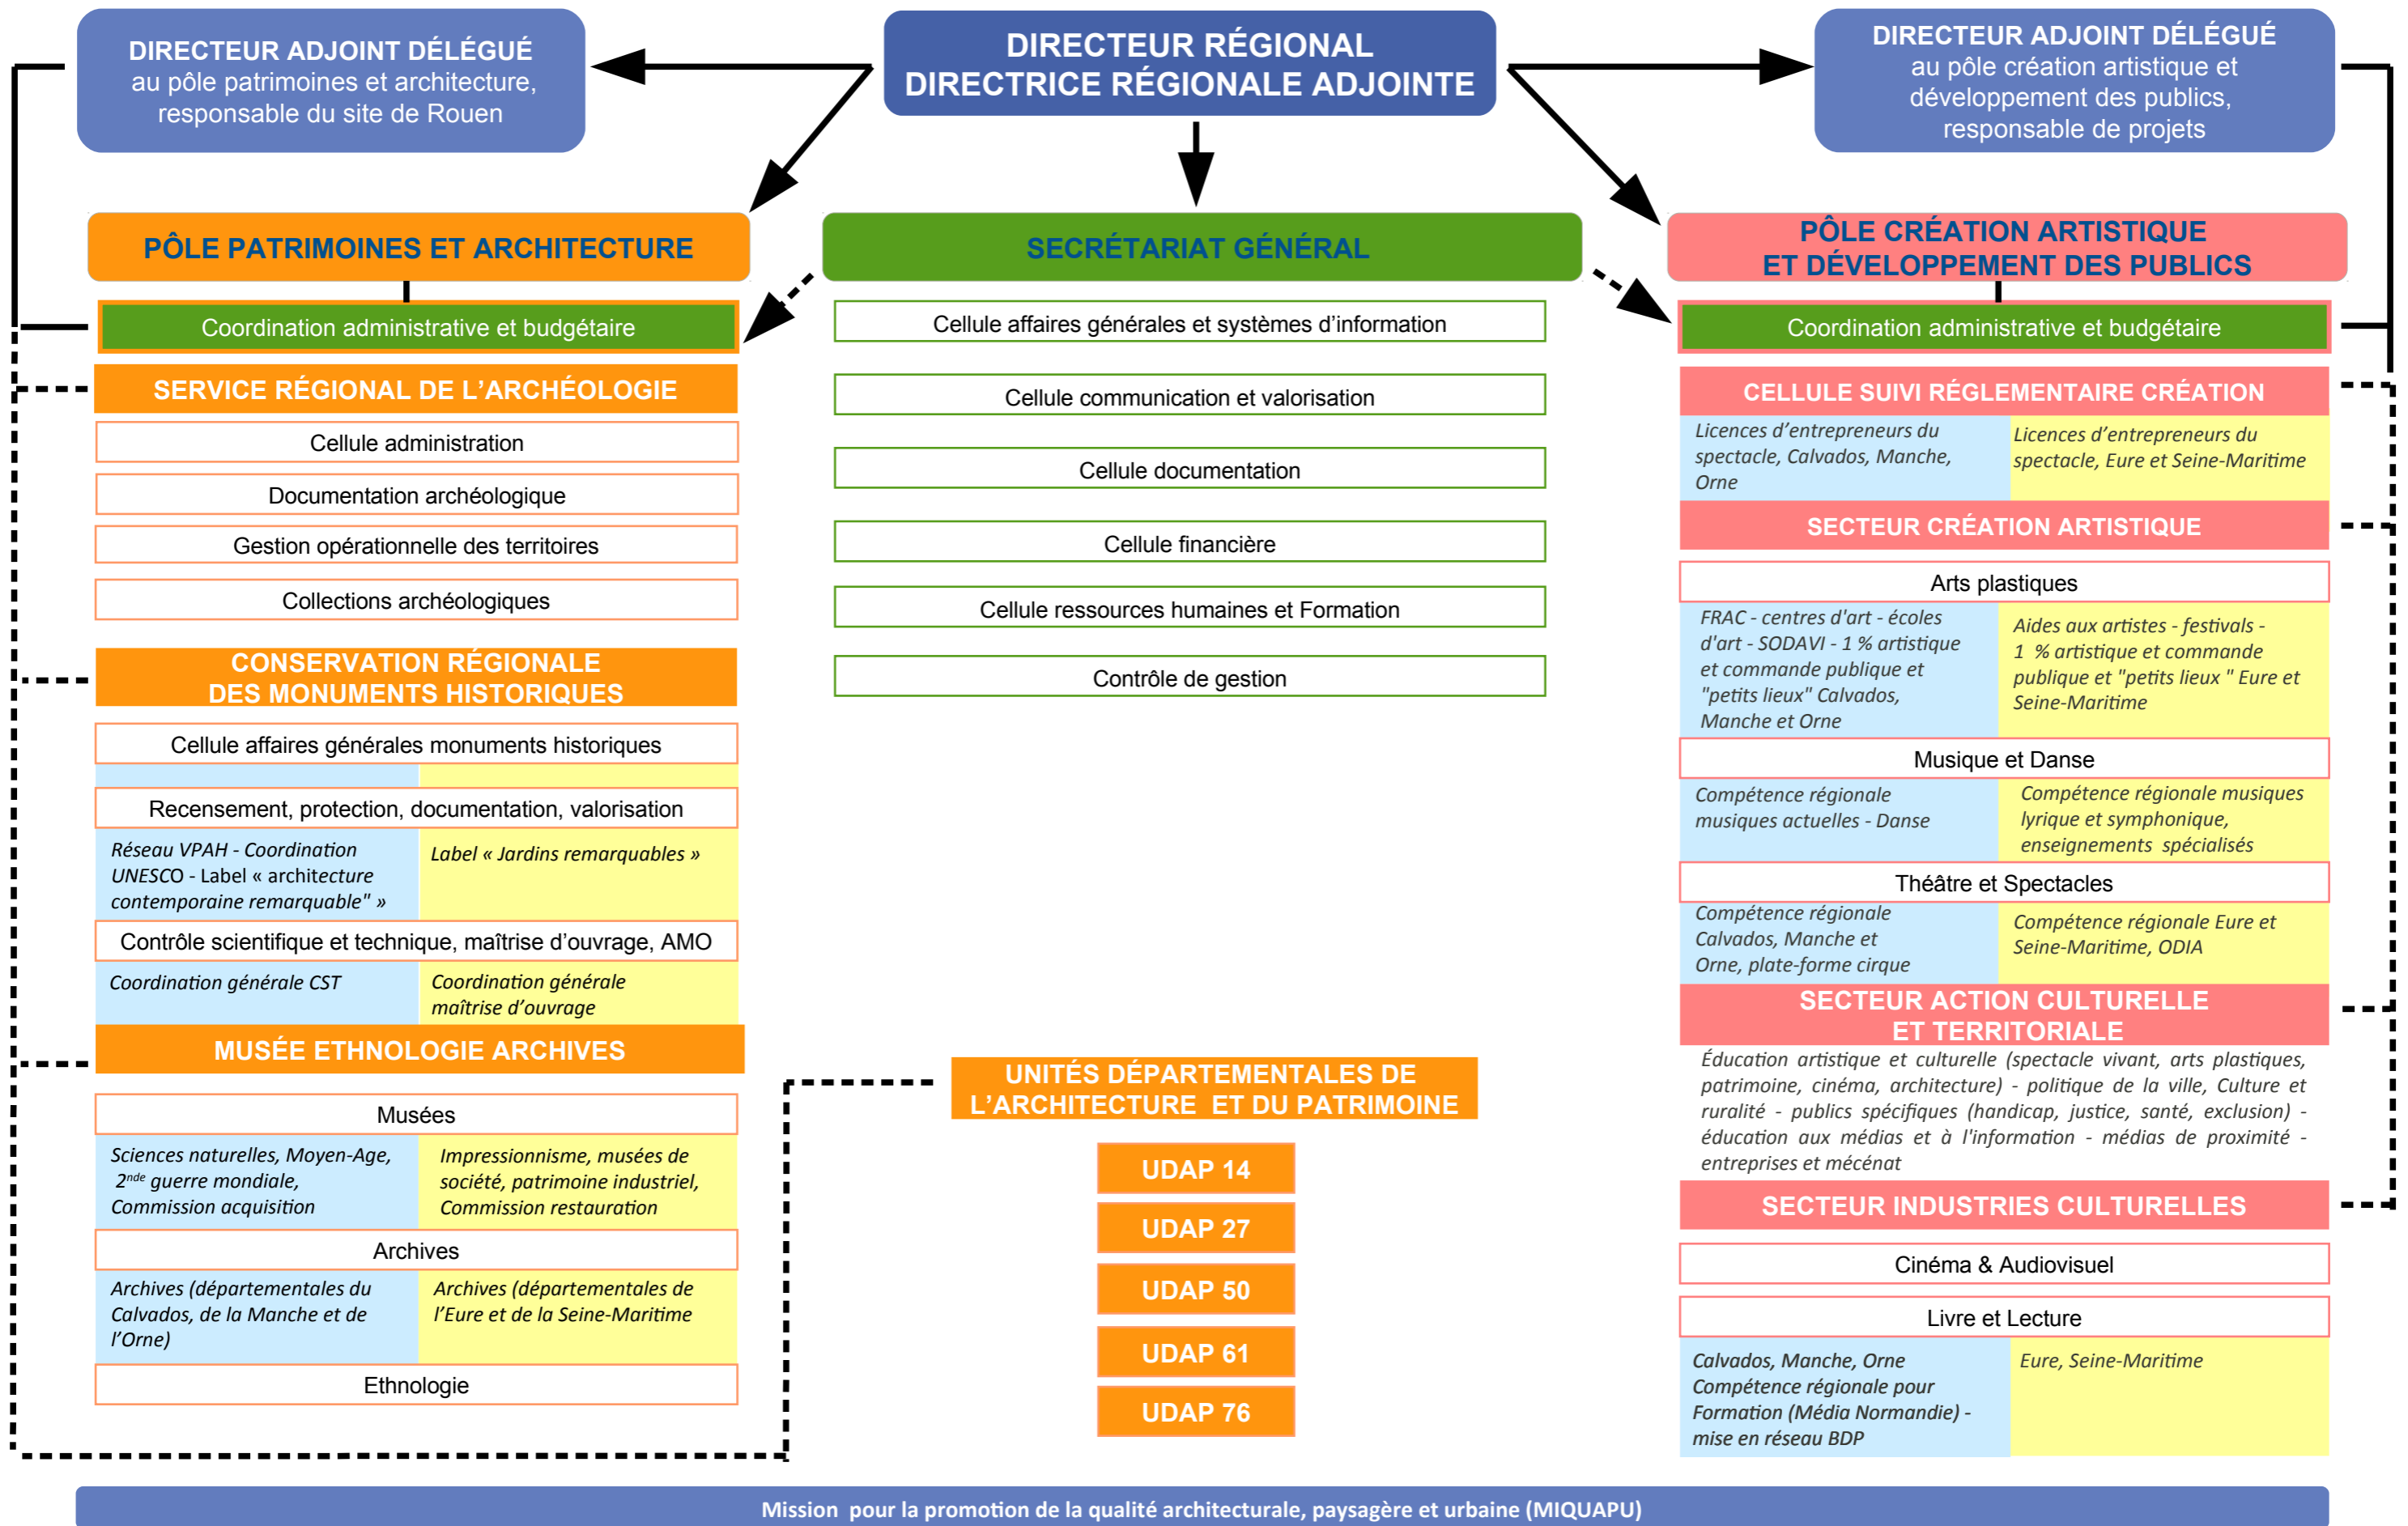 DIRECTEUR ADJOINT DÉLÉGUÉ
au pôle patrimoines et architecture,
responsable du site de Rouen
DIRECTEUR RÉGIONAL
DIRECTRICE RÉGIONALE ADJOINTE
DIRECTEUR ADJOINT DÉLÉGUÉ
au pôle création artistique et
développement des publics,
responsable de projets
PÔLE PATRIMOINES ET ARCHITECTURE
Coordination administrative et budgétaire
SERVICE RÉGIONAL DE L’ARCHÉOLOGIE
Cellule administration
Documentation archéologique
Gestion opérationnelle des territoires
Collections archéologiques
CONSERVATION RÉGIONALE
DES MONUMENTS HISTORIQUES
Cellule affaires générales monuments historiques
Recensement, protection, documentation, valorisation
Réseau VPAH - Coordination
UNESCO - Label « architecture
contemporaine remarquable" »
Label « Jardins remarquables »
Contrôle scientifique et technique, maîtrise d’ouvrage, AMO
Coordination générale CST
Coordination générale
maîtrise d’ouvrage
MUSÉE ETHNOLOGIE ARCHIVES
Musées
Sciences naturelles, Moyen-Age,
2nde guerre mondiale,
Commission acquisition
Impressionnisme, musées de
société, patrimoine industriel,
Commission restauration
Archives
Archives (départementales du
Calvados, de la Manche et de
l’Orne)
Archives (départementales de
l’Eure et de la Seine-Maritime
Ethnologie
SECRÉTARIAT GÉNÉRAL
Cellule affaires générales et systèmes d’information
Cellule communication et valorisation
Cellule documentation
Cellule financière
Cellule ressources humaines et Formation
Contrôle de gestion
UNITÉS DÉPARTEMENTALES DE
L’ARCHITECTURE ET DU PATRIMOINE
UDAP 14
UDAP 27
UDAP 50
UDAP 61
UDAP 76
PÔLE CRÉATION ARTISTIQUE
ET DÉVELOPPEMENT DES PUBLICS
Coordination administrative et budgétaire
CELLULE SUIVI RÉGLEMENTAIRE CRÉATION
Licences d’entrepreneurs du
spectacle, Calvados, Manche,
Orne
Licences d’entrepreneurs du
spectacle, Eure et Seine-Maritime
SECTEUR CRÉATION ARTISTIQUE
Arts plastiques
FRAC - centres d'art - écoles
d'art - SODAVI - 1 % artistique
et commande publique et
"petits lieux" Calvados,
Manche et Orne
Aides aux artistes - festivals -
1 % artistique et commande
publique et "petits lieux " Eure et
Seine-Maritime
Musique et Danse
Compétence régionale
musiques actuelles - Danse
Compétence régionale musiques
lyrique et symphonique,
enseignements spécialisés
Théâtre et Spectacles
Compétence régionale
Calvados, Manche et
Orne, plate-forme cirque
Compétence régionale Eure et
Seine-Maritime, ODIA
SECTEUR ACTION CULTURELLE
ET TERRITORIALE
Éducation artistique et culturelle (spectacle vivant, arts plastiques,
patrimoine, cinéma, architecture) - politique de la ville, Culture et
ruralité - publics spécifiques (handicap, justice, santé, exclusion) -
éducation aux médias et à l'information - médias de proximité -
entreprises et mécénat
SECTEUR INDUSTRIES CULTURELLES
Cinéma & Audiovisuel
Livre et Lecture
Calvados, Manche, Orne
Compétence régionale pour
Formation (Média Normandie) -
mise en réseau BDP
Eure, Seine-Maritime
Mission pour la promotion de la qualité architecturale, paysagère et urbaine (MIQUAPU)